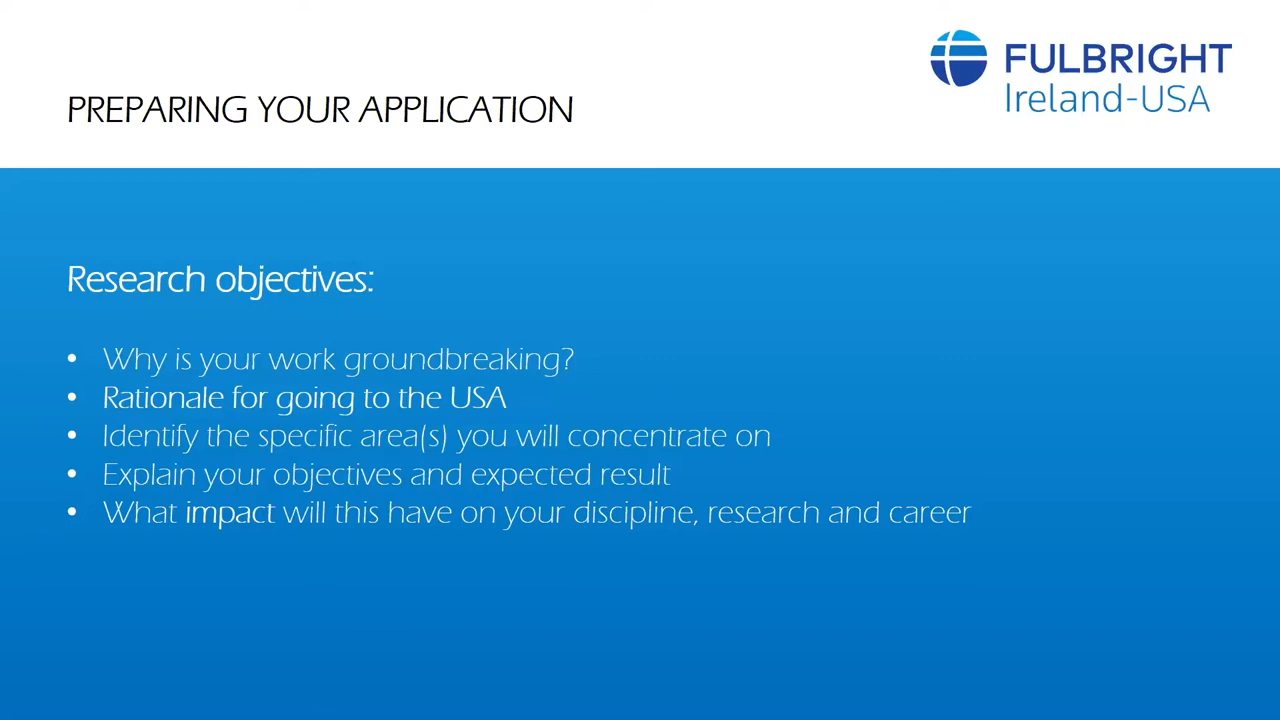 FULBRIGHT
Ireland-USA
PREPARING YOUR APPLICATION
Research objectives:
• Why is your work groundbreaking?
• Rationale for going to the USA
• Identify the specific area(s) you will concentrate on
• Explain your objectives and expected result
• What impact will this have on your discipline, research and career